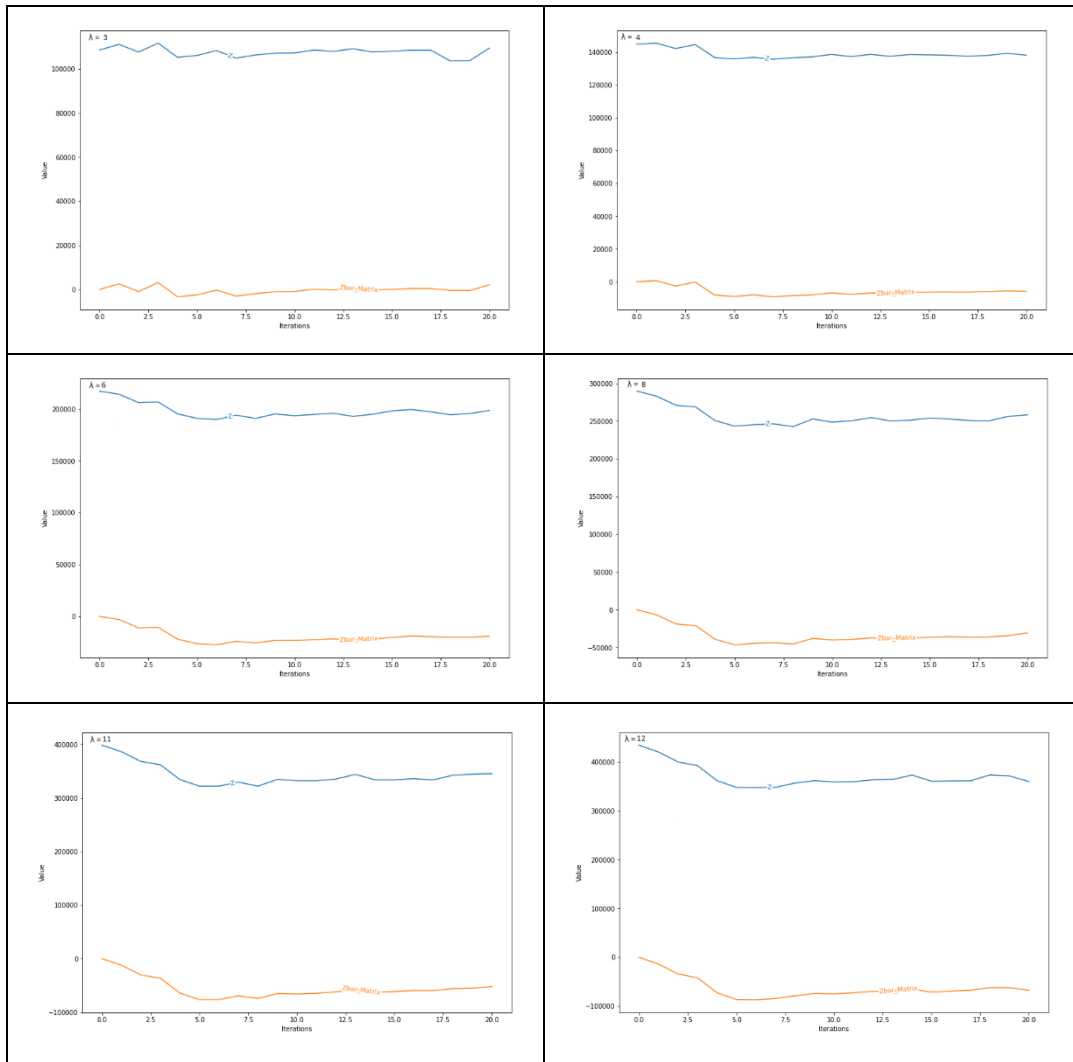 λ = 3
100000
80000
60000
40000
20000
0
Value
Z
Zbar_Matrix
0.0 2.5 5.0 7.5 10.0 12.5 15.0 17.5 20.0
Iterations
λ = 4
140000
120000
100000
80000
60000
40000
20000
0
Value
Z
Zbar_Matrix
0.0 2.5 5.0 7.5 10.0 12.5 15.0 17.5 20.0
Iterations
λ = 6
200000
150000
100000
50000
0
Value
Z
Zbar_Matrix
0.0 2.5 5.0 7.5 10.0 12.5 15.0 17.5 20.0
Iterations
λ = 8
300000
250000
200000
150000
100000
50000
0
−50000
Value
Z
Zbar_Matrix
0.0 2.5 5.0 7.5 10.0 12.5 15.0 17.5 20.0
Iterations
λ = 11
400000
300000
200000
100000
0
−100000
Value
Z
Zbar_Matrix
0.0 2.5 5.0 7.5 10.0 12.5 15.0 17.5 20.0
Iterations
λ = 12
400000
300000
200000
100000
0
−100000
Value
Z
Zbar_Matrix
0.0 2.5 5.0 7.5 10.0 12.5 15.0 17.5 20.0
Iterations